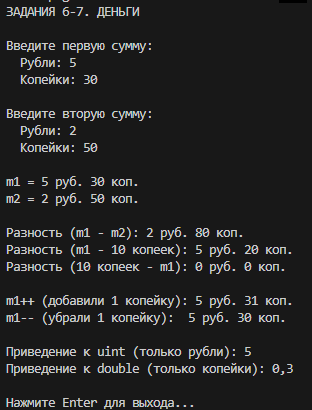 ЗАДАНИЯ 6-7. ДЕНЬГИ
Введите первую сумму:
Рубли: 5
Копейки: 30
Введите вторую сумму:
Рубли: 2
Копейки: 50
m1 = 5 руб. 30 коп.
m2 = 2 руб. 50 коп.
Разность (m1 - m2): 2 руб. 80 коп.
Разность (m1 - 10 копеек): 5 руб. 20 коп.
Разность (10 копеек - m1): 0 руб. 0 коп.
m1++ (добавили 1 копейку): 5 руб. 31 коп.
m1-- (убрали 1 копейку):  5 руб. 30 коп.
Приведение к uint (только рубли): 5
Приведение к double (только копейки): 0,3
Нажмите Enter для выхода...